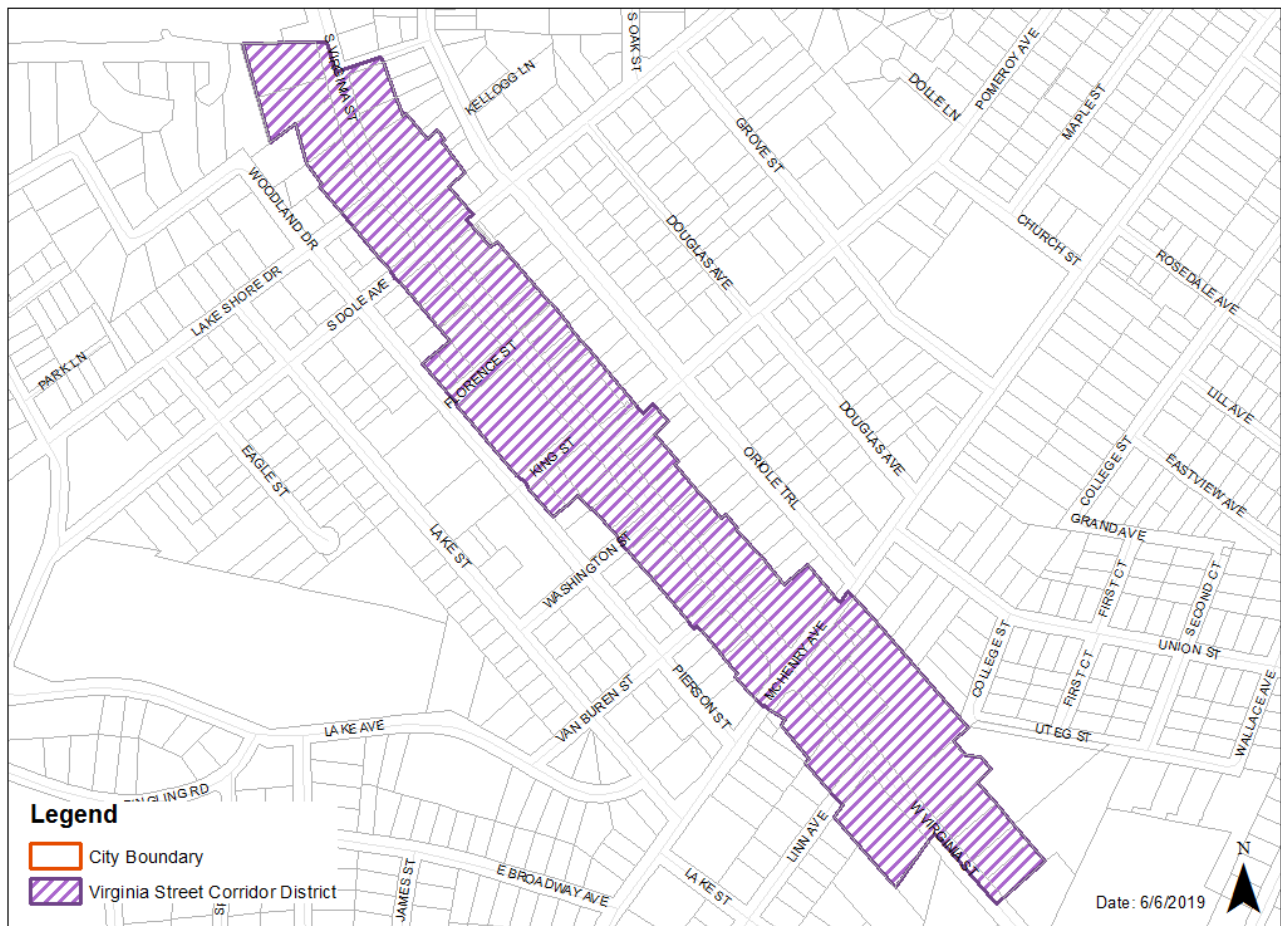 S VIRGINIA ST
S OAK ST
KELLOGG LN
POMEROY AVE
DOLLE LN
MAPLE ST
GROVE ST
WOODLAND DR
DOUGLAS AVE
CHURCH ST
ROSEDALE AVE
LAKE SHORE DR
S DOLE AVE
PARK LN
FLORENCE ST
LILL AVE
DOUGLAS AVE
EAGLE ST
KING ST
ORIOLE TRL
COLLEGE ST
EASTVIEW AVE
GRAND AVE
LAKE ST
WASHINGTON ST
FIRST CT
SECOND CT
UNION ST
MCHENRY AVE
COLLEGE ST
FIRST CT
PIERSON ST
VAN BUREN ST
WALLACE AVE
LAKE AVE
UTEG ST
LINN AVE
W VIRGINIA ST
E BROADWAY AVE
JAMES ST
LAKE ST
Legend
City Boundary
Virginia Street Corridor District
N
Date: 6/6/2019